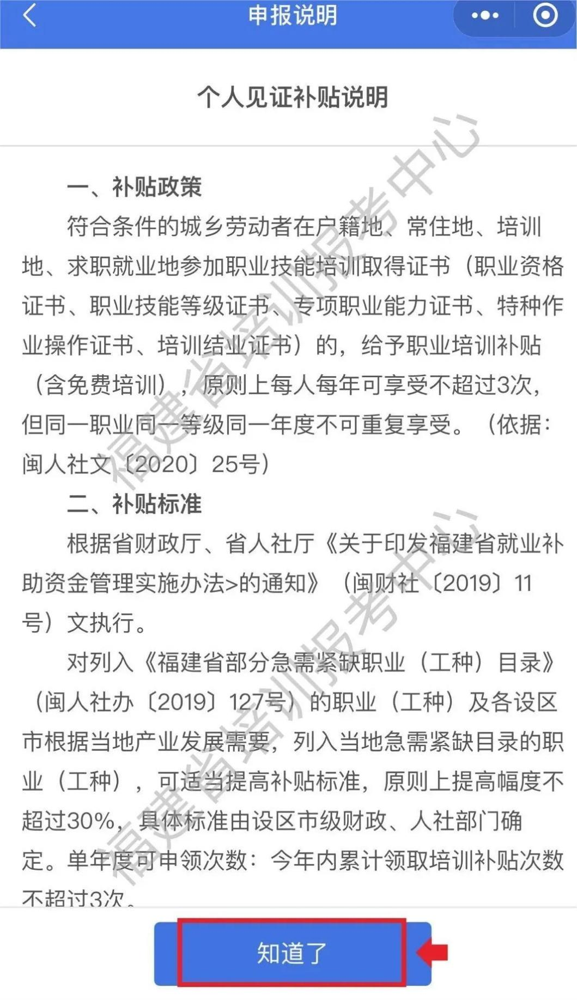 申报说明
个人见证补贴说明
一、补贴政策
符合条件的城乡劳动者在户籍地、常住地、培训
地、求职就业地参加职业技能培训取得证书（职业资格
证书、职业技能等级证书、专项职业能力证书、特种作
业操作证书、培训结业证书）的，给予职业培训补贴
（含免费培训），原则上每人每年可享受不超过3次，
但同一职业同一等级同一年度不可重复享受。（依据：
闽人社文〔2020〕25号）
二、补贴标准
根据省财政厅、省人社厅《关于印发福建省就业补
助资金管理实施办法>的通知》（闽财社〔2019〕11
号）文执行。
对列入《福建省部分急需紧缺职业（工种）目录》
（闽人社办〔2019〕127号）的职业（工种）及各设区
市根据当地产业发展需要，列入当地急需紧缺目录的职
业（工种），可适当提高补贴标准，原则上提高幅度不
超过30%，具体标准由设区市级财政、人社部门确
定。单年度可申领次数：今年内累计领取培训补贴次数
不超过3次。
知道了
福建省培训报考中心
福建省培训报考中心